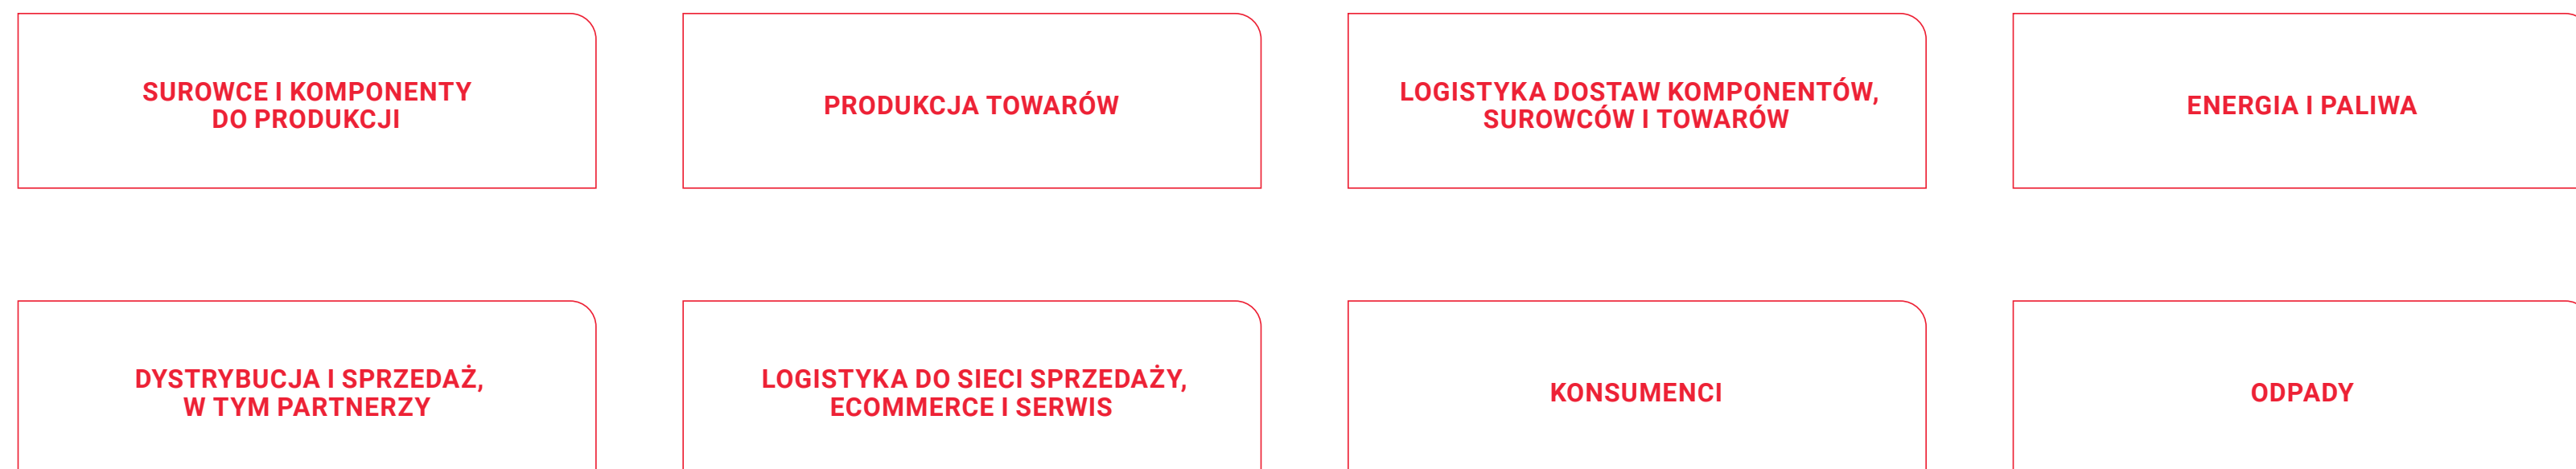 SUROWCE I KOMPONENTY
DO PRODUKCJI
PRODUKCJA TOWARÓW
LOGISTYKA DOSTAW KOMPONENTÓW,
SUROWCÓW I TOWARÓW
ENERGIA I PALIWA
DYSTRYBUCJA I SPRZEDAŻ,
W TYM PARTNERZY
LOGISTYKA DO SIECI SPRZEDAŻY,
ECOMMERCE I SERWIS
KONSUMENCI
ODPADY